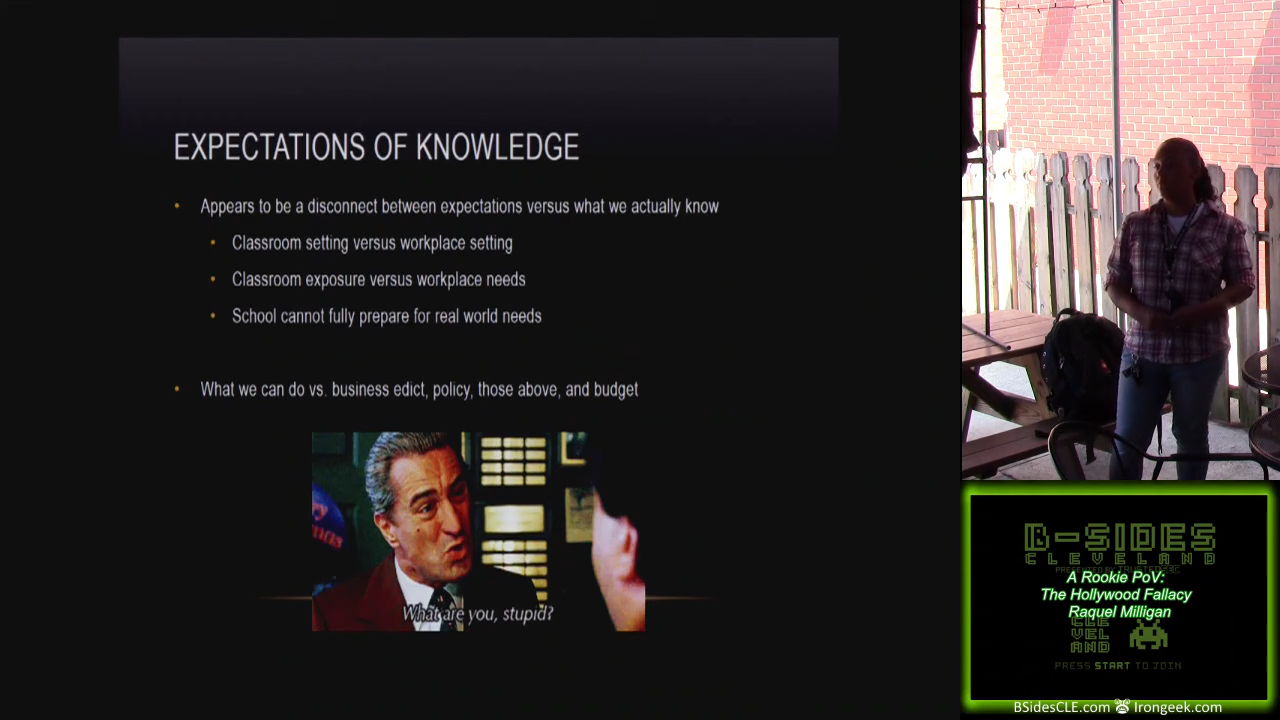 EXPECTATIONS OF KNOWLEDGE
• Appears to be a disconnect between expectations versus what we actually know
• Classroom setting versus workplace setting
• Classroom exposure versus workplace needs
• School cannot fully prepare for real world needs
• What we can do vs. business edict, policy, those above, and budget
What are you, stupid?
B-SIDES
CLEVELAND
PRESENTED BY TRUSTEDSEC
A Rookie PoV:
The Hollywood Fallacy
Raquel Milligan
CLE
VEL
AND
PRESS START TO JOIN
BSidesCLE.com Irongeek.com